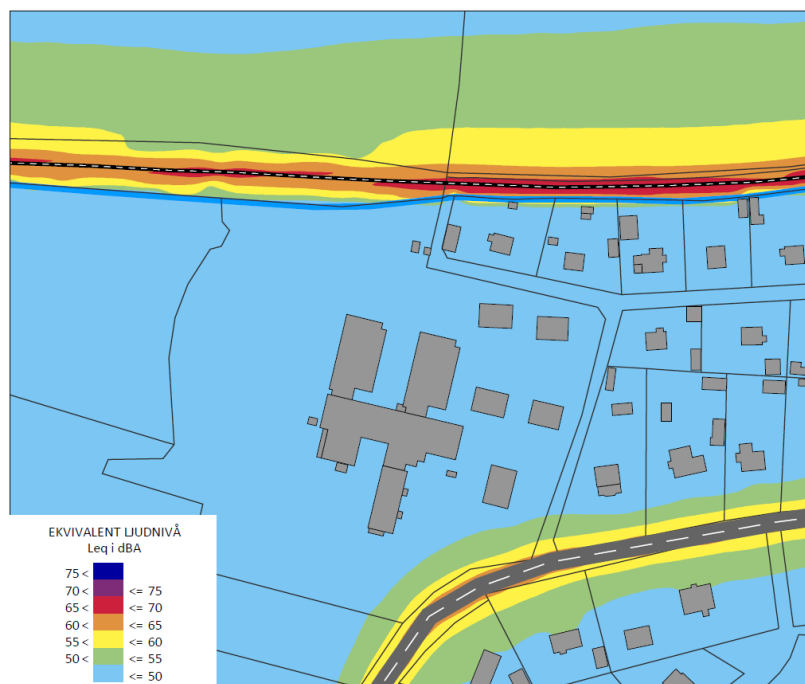 EKVIVALENT LJUDNIVÅ
Leq i dBA
75 <
70 < <= 75
65 < <= 70
60 < <= 65
55 < <= 60
50 < <= 55
<= 50